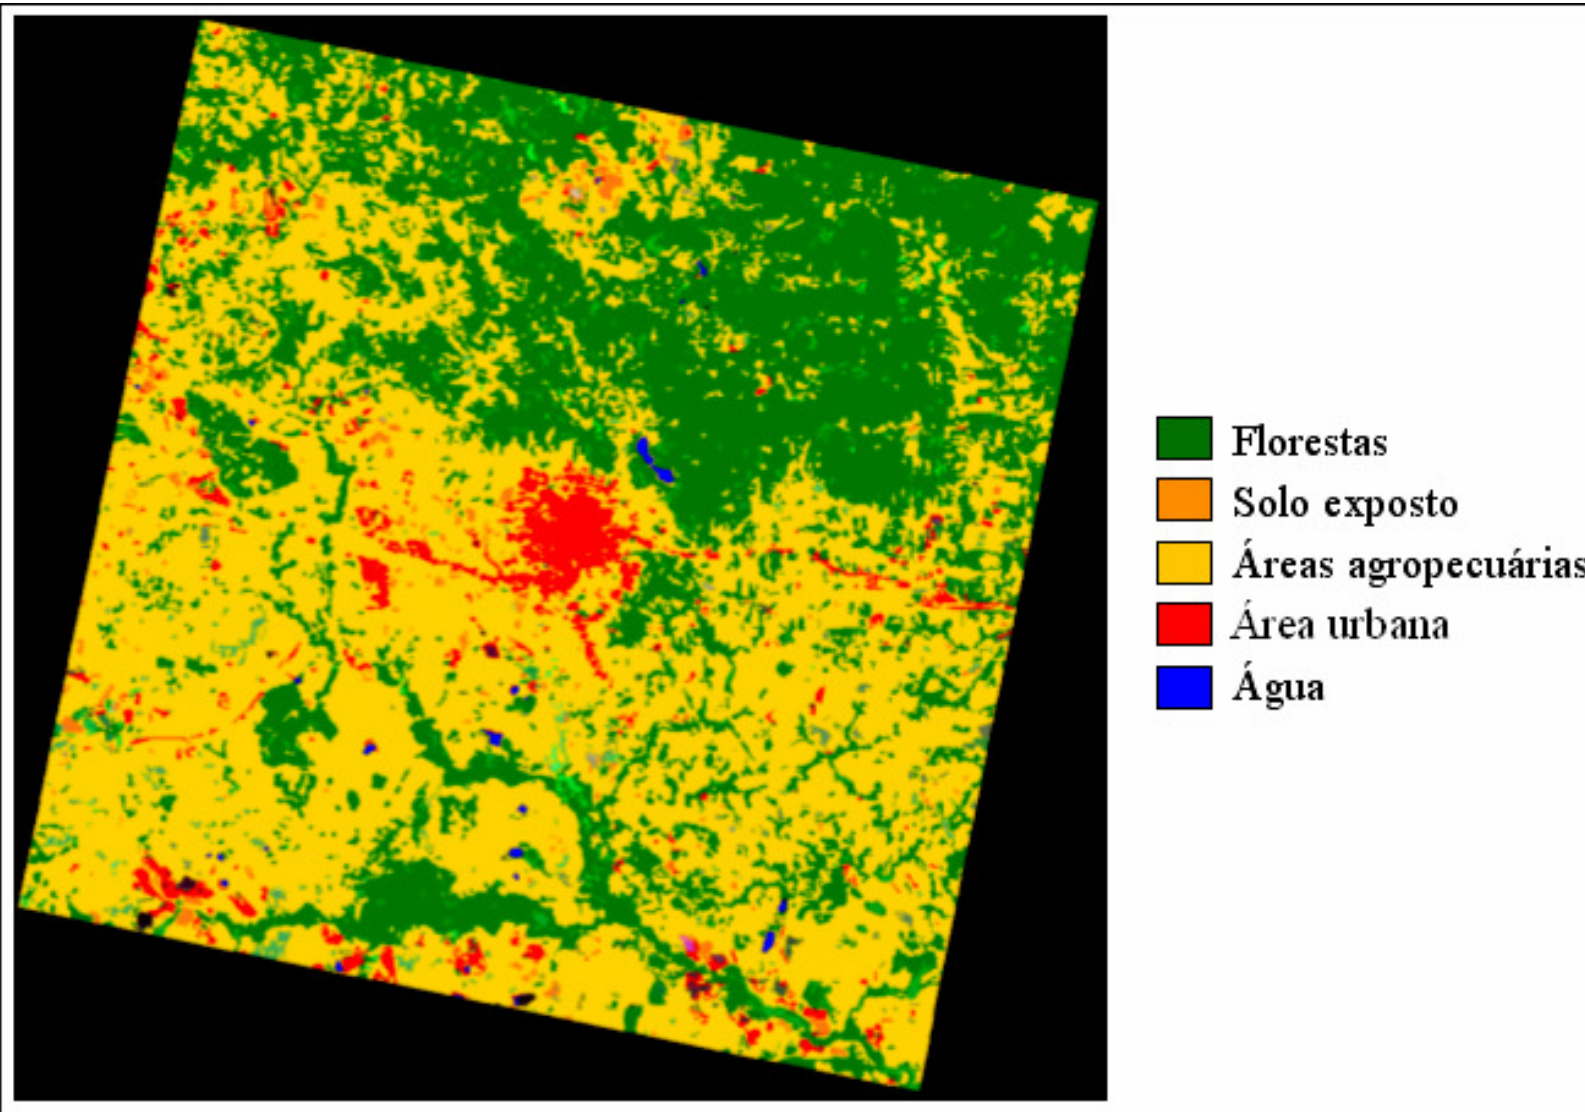 Florestas
Solo exposto
Áreas agropecuárias
Área urbana
Água